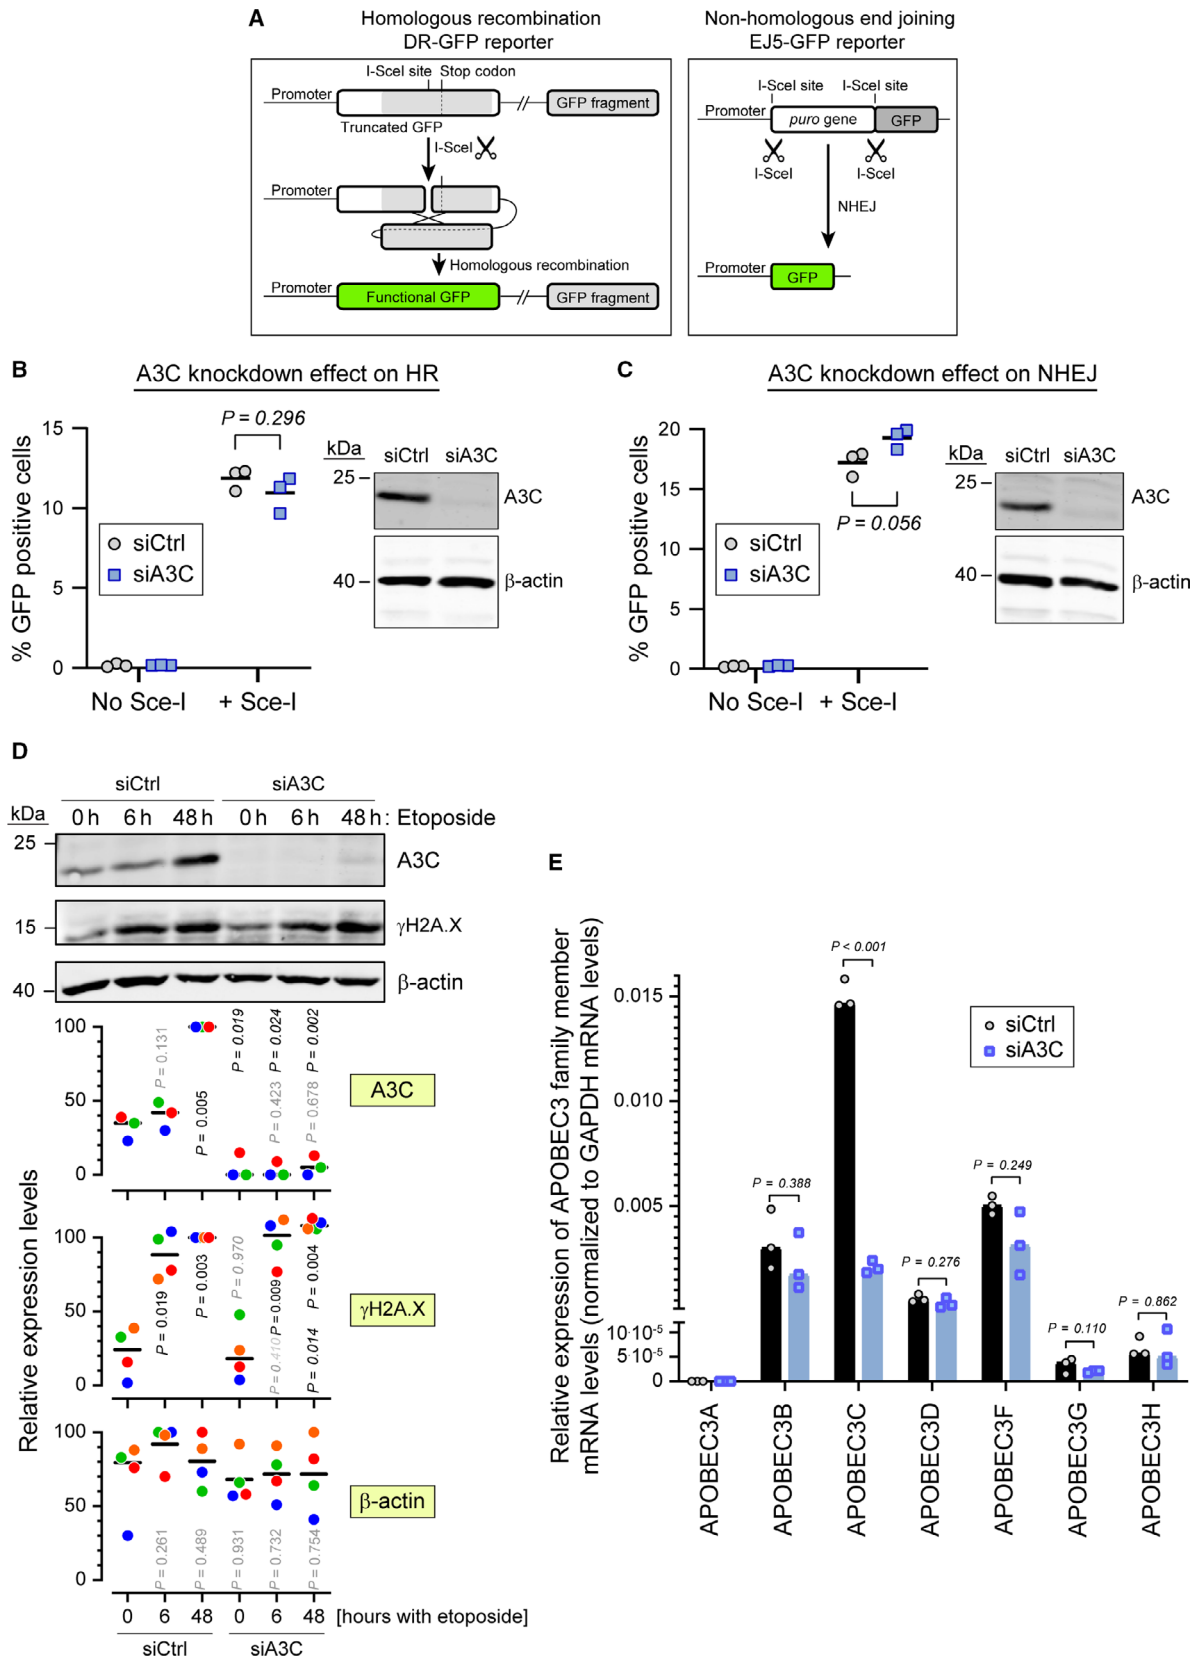 A
Homologous recombination
DR-GFP reporter
I-SceI site
Stop codon
Promoter
GFP fragment
Truncated GFP
I-SceI
Promoter
Homologous recombination
Promoter
Functional GFP
GFP fragment
Non-homologous end joining
EJ5-GFP reporter
I-SceI site
I-SceI site
Promoter
puro gene
GFP
I-SceI
I-SceI
NHEJ
Promoter
GFP
B
A3C knockdown effect on HR
% GFP positive cells
15
10
5
0
P = 0.296
siCtrl
siA3C
No Sce-I
+ Sce-I
kDa
siCtrl
siA3C
25
A3C
40
β-actin
C
A3C knockdown effect on NHEJ
% GFP positive cells
20
15
10
5
0
P = 0.056
siCtrl
siA3C
No Sce-I
+ Sce-I
kDa
siCtrl
siA3C
25
A3C
40
β-actin
D
siCtrl
siA3C
kDa
0 h
6 h
48 h
0 h
6 h
48 h : Etoposide
25
A3C
15
γH2A.X
40
β-actin
Relative expression levels
100
50
0
P = 0.131
P = 0.005
P = 0.019
P = 0.024
P = 0.423
P = 0.002
P = 0.678
A3C
100
50
0
P = 0.019
P = 0.003
P = 0.970
P = 0.009
P = 0.410
P = 0.004
P = 0.014
γH2A.X
100
50
0
P = 0.261
P = 0.489
P = 0.931
P = 0.732
P = 0.754
β-actin
0
6
48
0
6
48
[hours with etoposide]
siCtrl
siA3C
E
Relative expression of APOBEC3 family member
mRNA levels (normalized to GAPDH mRNA levels)
0.015
0.010
0.005
10·10-5
5·10-5
0
P < 0.001
P = 0.388
P = 0.276
P = 0.249
P = 0.110
P = 0.862
siCtrl
siA3C
APOBEC3A
APOBEC3B
APOBEC3C
APOBEC3D
APOBEC3F
APOBEC3G
APOBEC3H